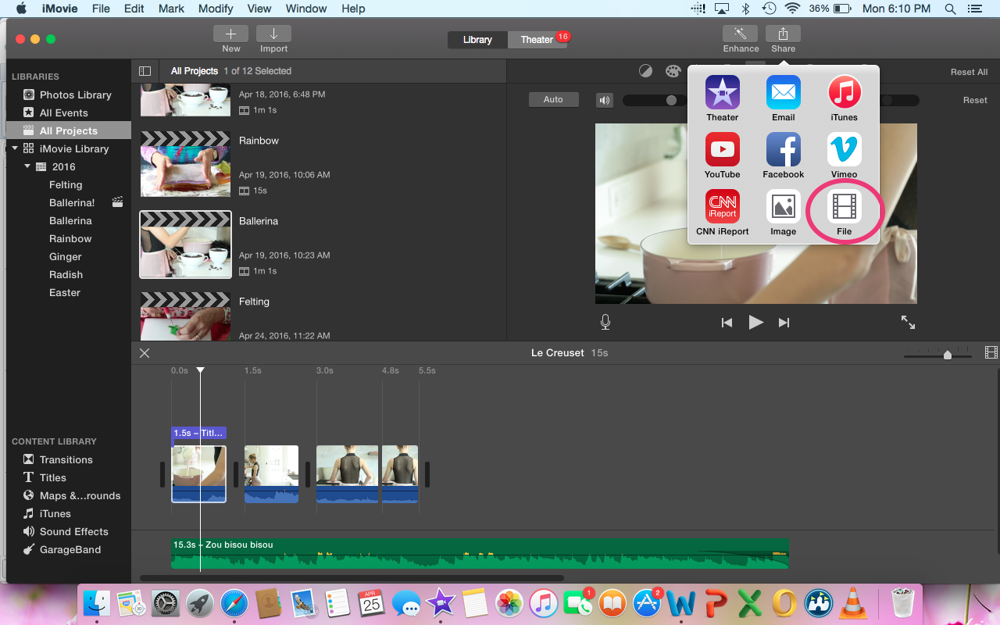 iMovie File Edit Mark Modify View Window Help 36% Mon 6:10 PM
Library Theater 16
New Import Enhance Share
LIBRARIES
Photos Library
All Events
All Projects
iMovie Library
2016
Felting
Ballerina!
Ballerina
Rainbow
Ginger
Radish
Easter
CONTENT LIBRARY
Transitions
Titles
Maps &...rounds
iTunes
Sound Effects
GarageBand
All Projects 1 of 12 Selected
Apr 18, 2016, 6:48 PM
1m 1s
Rainbow
Apr 19, 2016, 10:06 AM
15s
Ballerina
Apr 19, 2016, 10:23 AM
1m 1s
Felting
Apr 24, 2016, 11:22 AM
Reset All
Auto Reset
Theater Email iTunes
YouTube Facebook Vimeo
CNN
iReport
CNN iReport Image File
Le Creuset 15s
0.0s 1.5s 3.0s 4.8s 5.5s
1.5s – Titl...
15.3s – Zou bisou bisou
APR
25
1
2